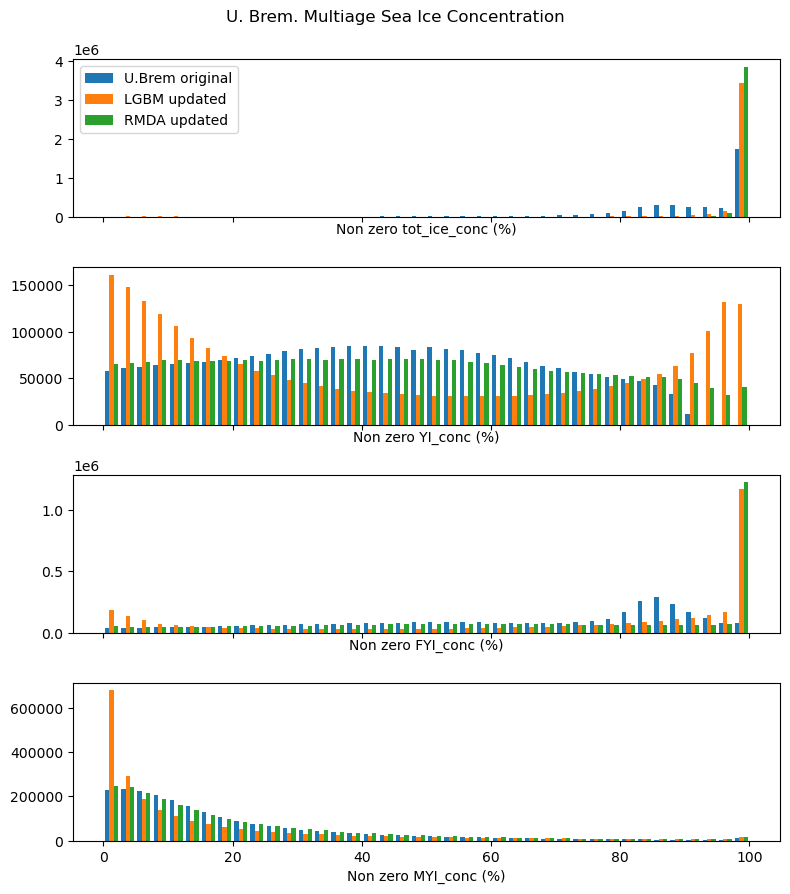 U. Brem. Multiage Sea Ice Concentration
1e6
4
3
2
1
0
U.Brem original
LGBM updated
RMDA updated
Non zero tot_ice_conc (%)
150000
100000
50000
0
Non zero YI_conc (%)
1e6
1.0
0.5
0.0
Non zero FYI_conc (%)
600000
400000
200000
0
0 20 40 60 80 100
Non zero MYI_conc (%)